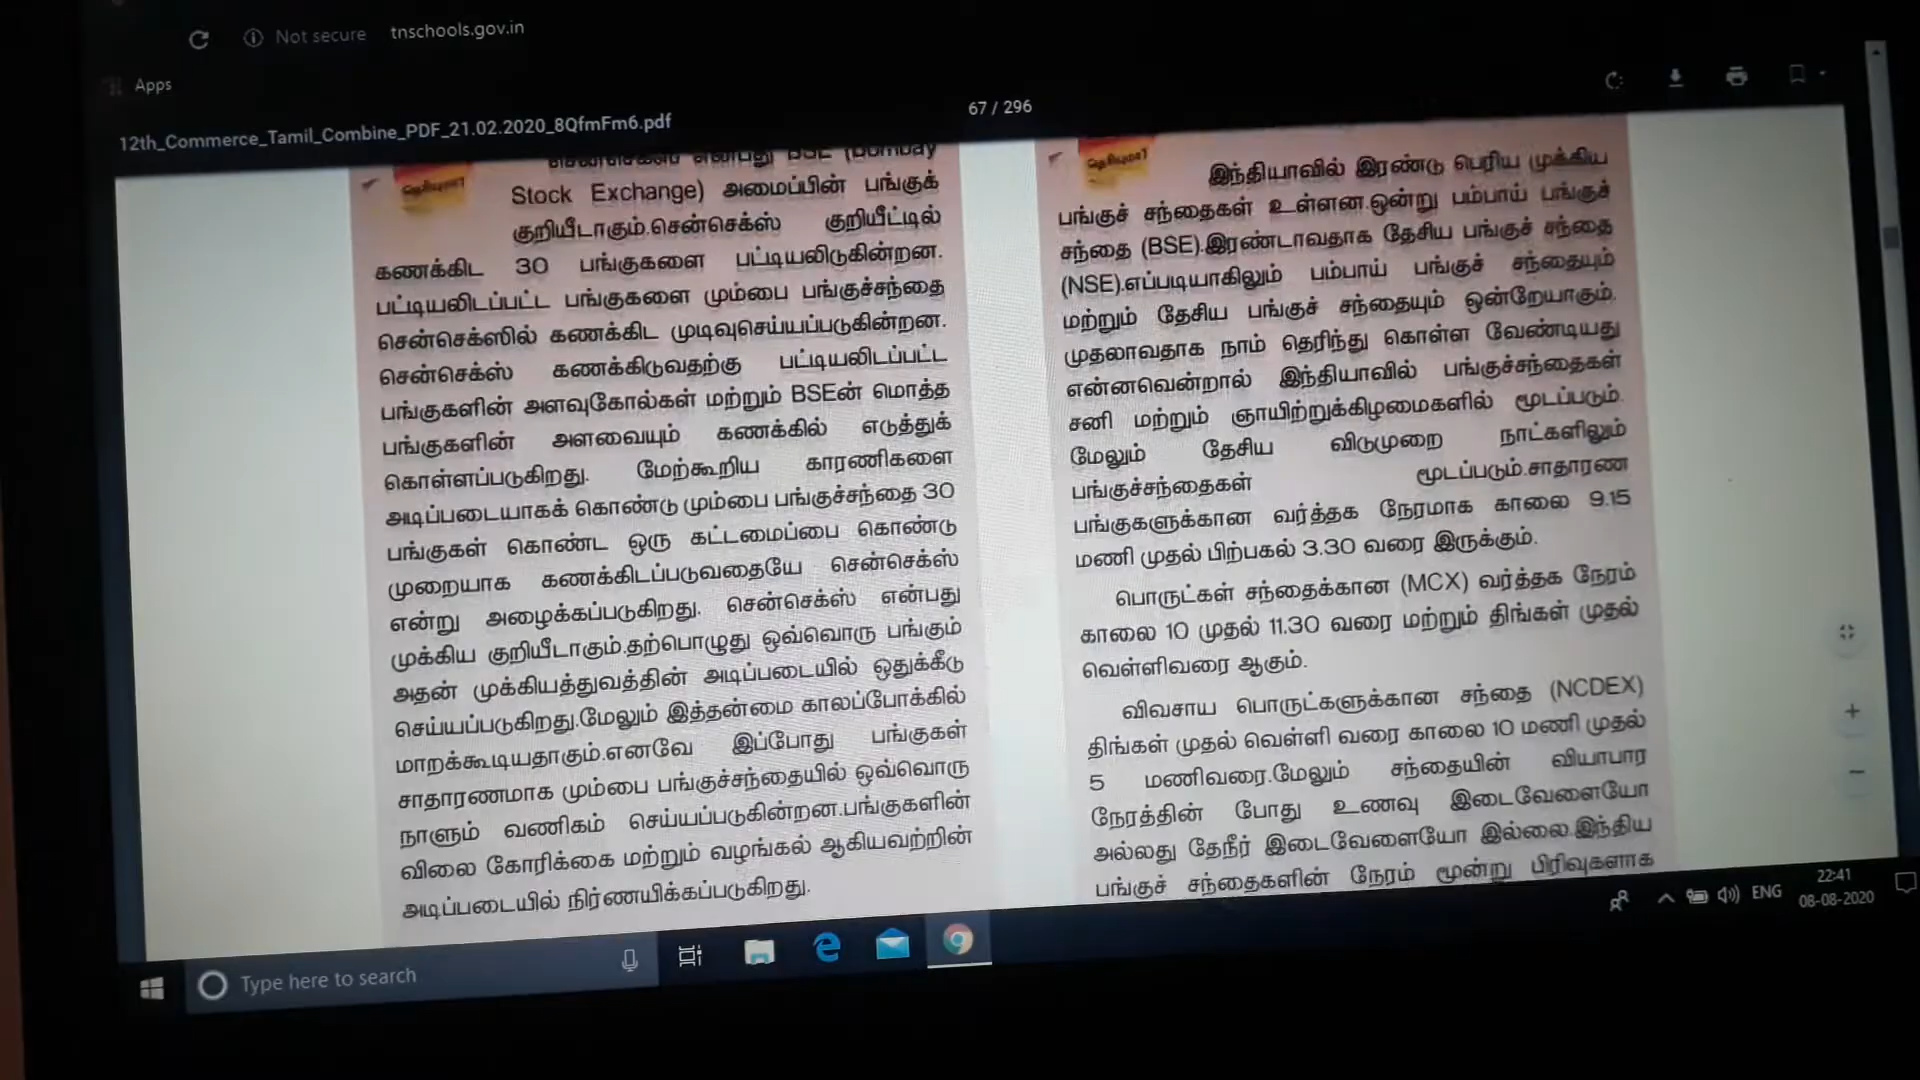 Not secure tnschools.gov.in
Apps
12th_Commerce_Tamil_Combine_PDF_21.02.2020_8QfmFm6.pdf
67 / 296
தெரியுமா?
சென்செக்ஸ் என்பது BSE (Bombay
Stock Exchange) அமைப்பின் பங்குக்
குறியீடாகும்.சென்செக்ஸ் குறியீட்டில்
கணக்கிட 30 பங்குகளை பட்டியலிடுகின்றன.
பட்டியலிடப்பட்ட பங்குகளை மும்பை பங்குச்சந்தை
சென்செக்ஸில் கணக்கிட முடிவுசெய்யப்படுகின்றன.
சென்செக்ஸ் கணக்கிடுவதற்கு பட்டியலிடப்பட்ட
பங்குகளின் அளவுகோல்கள் மற்றும் BSEன் மொத்த
பங்குகளின் அளவையும் கணக்கில் எடுத்துக்
கொள்ளப்படுகிறது. மேற்கூறிய காரணிகளை
அடிப்படையாகக் கொண்டு மும்பை பங்குச்சந்தை 30
பங்குகள் கொண்ட ஒரு கட்டமைப்பை கொண்டு
முறையாக கணக்கிடப்படுவதையே சென்செக்ஸ்
என்று அழைக்கப்படுகிறது. சென்செக்ஸ் என்பது
முக்கிய குறியீடாகும்.தற்பொழுது ஒவ்வொரு பங்கும்
அதன் முக்கியத்துவத்தின் அடிப்படையில் ஒதுக்கீடு
செய்யப்படுகிறது.மேலும் இத்தன்மை காலப்போக்கில்
மாறக்கூடியதாகும்.எனவே இப்போது பங்குகள்
சாதாரணமாக மும்பை பங்குச்சந்தையில் ஒவ்வொரு
நாளும் வணிகம் செய்யப்படுகின்றன.பங்குகளின்
விலை கோரிக்கை மற்றும் வழங்கல் ஆகியவற்றின்
அடிப்படையில் நிர்ணயிக்கப்படுகிறது.
தெரியுமா?
இந்தியாவில் இரண்டு பெரிய முக்கிய
பங்குச் சந்தைகள் உள்ளன.ஒன்று பம்பாய் பங்குச்
சந்தை (BSE).இரண்டாவதாக தேசிய பங்குச் சந்தை
(NSE).எப்படியாகிலும் பம்பாய் பங்குச் சந்தையும்
மற்றும் தேசிய பங்குச் சந்தையும் ஒன்றேயாகும்.
முதலாவதாக நாம் தெரிந்து கொள்ள வேண்டியது
என்னவென்றால் இந்தியாவில் பங்குச்சந்தைகள்
சனி மற்றும் ஞாயிற்றுக்கிழமைகளில் மூடப்படும்.
மேலும் தேசிய விடுமுறை நாட்களிலும்
பங்குச்சந்தைகள் மூடப்படும்.சாதாரண
பங்குகளுக்கான வர்த்தக நேரமாக காலை 9.15
மணி முதல் பிற்பகல் 3.30 வரை இருக்கும்.
பொருட்கள் சந்தைக்கான (MCX) வர்த்தக நேரம்
காலை 10 முதல் 11.30 வரை மற்றும் திங்கள் முதல்
வெள்ளிவரை ஆகும்.
விவசாய பொருட்களுக்கான சந்தை (NCDEX)
திங்கள் முதல் வெள்ளி வரை காலை 10 மணி முதல்
5 மணிவரை.மேலும் சந்தையின் வியாபார
நேரத்தின் போது உணவு இடைவேளையோ
அல்லது தேநீர் இடைவேளையோ இல்லை.இந்திய
பங்குச் சந்தைகளின் நேரம் மூன்று பிரிவுகளாக
Type here to search
ENG
22:41
08-08-2020